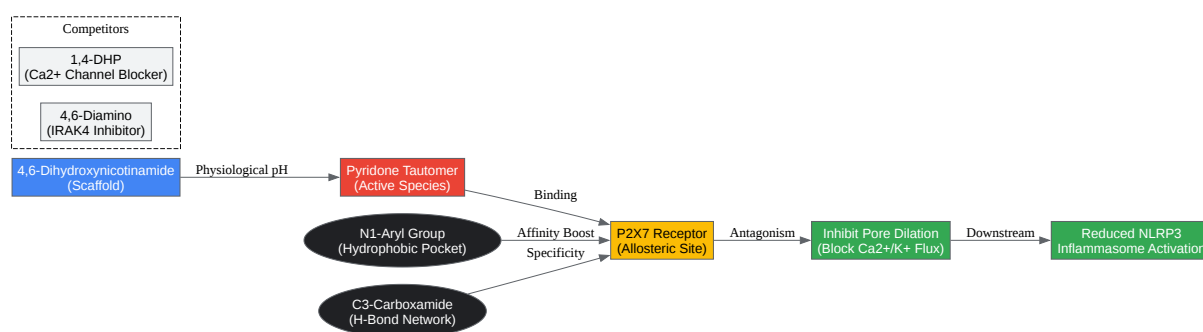 Competitors
1,4-DHP
(Ca2+ Channel Blocker)
4,6-Diamino
(IRAK4 Inhibitor)
4,6-Dihydroxynicotinamide
(Scaffold)
Physiological pH
Pyridone Tautomer
(Active Species)
Binding
N1-Aryl Group
(Hydrophobic Pocket)
Affinity Boost
Specificity
C3-Carboxamide
(H-Bond Network)
P2X7 Receptor
(Allosteric Site)
Antagonism
Inhibit Pore Dilation
(Block Ca2+/K+ Flux)
Downstream
Reduced NLRP3
Inflammasome Activation